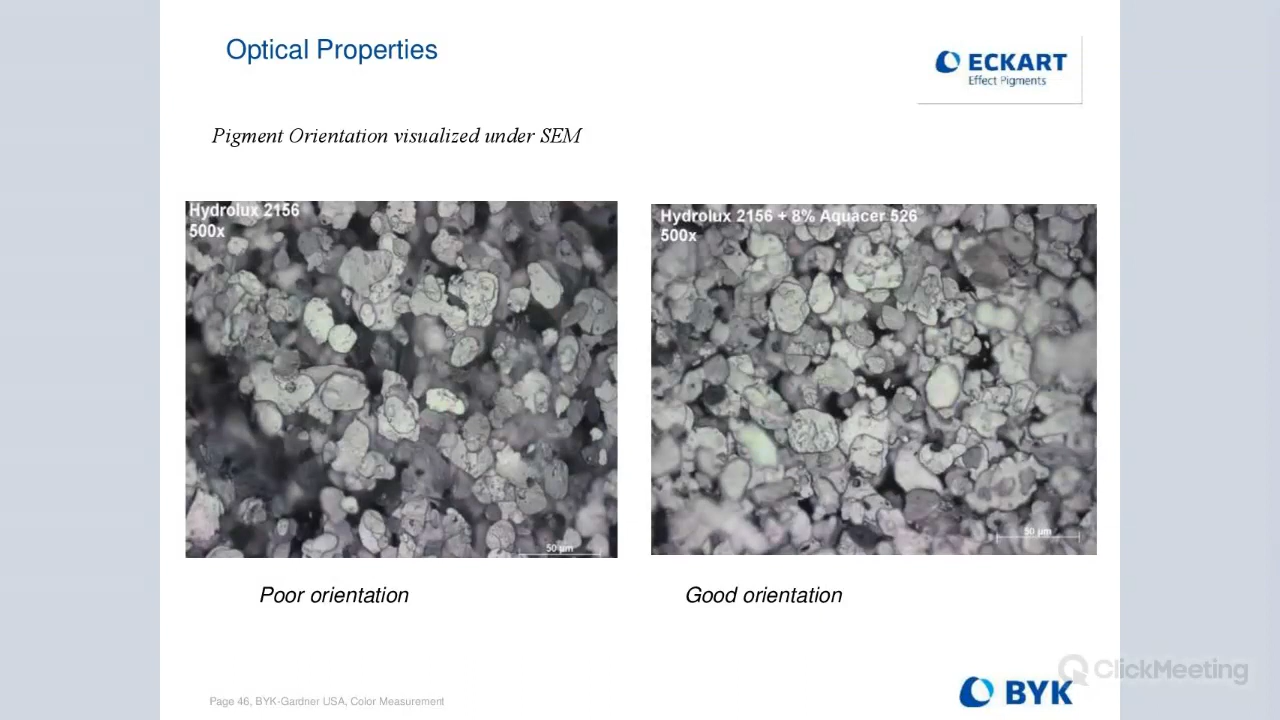 Optical Properties
ECKART
Effect Pigments
Pigment Orientation visualized under SEM
Hydrolux 2156
500x
50 µm
Hydrolux 2156 + 8% Aquacer 526
500x
50 µm
Poor orientation
Good orientation
Page 46, BYK-Gardner USA, Color Measurement
BYK
ClickMeeting